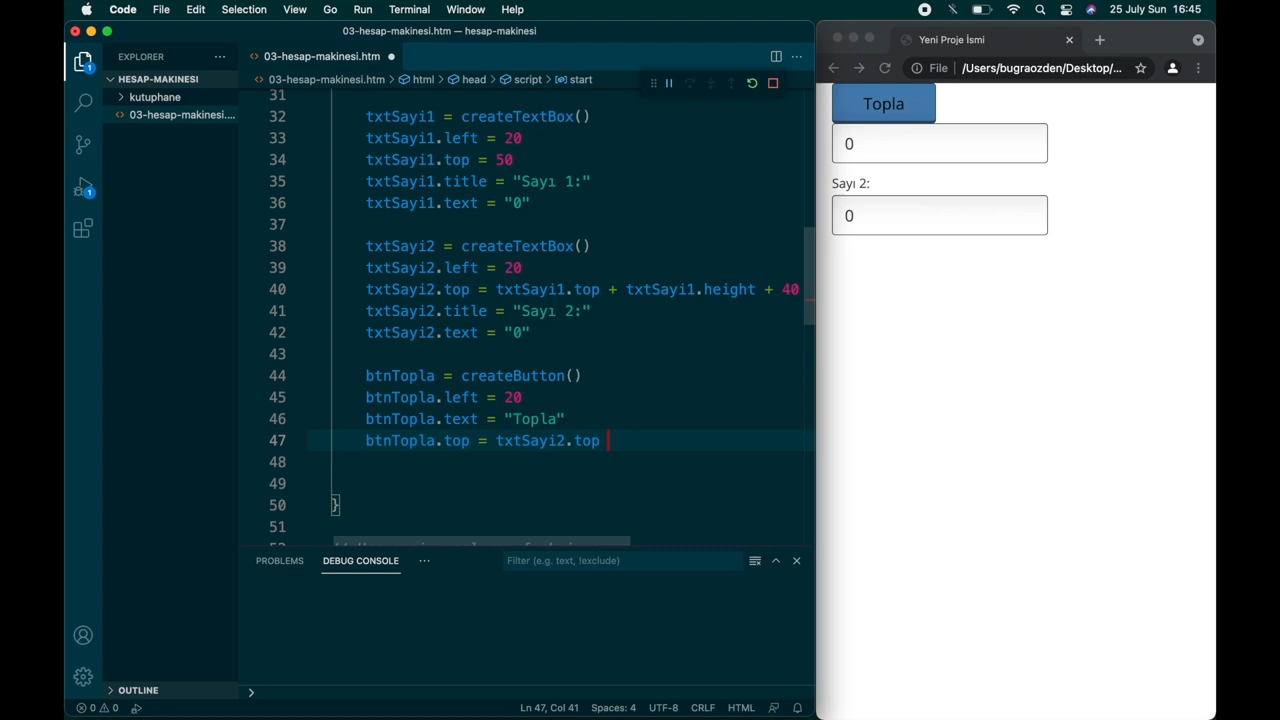 Code File Edit Selection View Go Run Terminal Window Help 25 July Sun 16:45
03-hesap-makinesi.htm — hesap-makinesi
EXPLORER
03-hesap-makinesi.htm
HESAP-MAKINESI
kutuphane
03-hesap-makinesi....
03-hesap-makinesi.htm > html > head > script > start
31
32 txtSayi1 = createTextBox()
33 txtSayi1.left = 20
34 txtSayi1.top = 50
35 txtSayi1.title = "Sayı 1:"
36 txtSayi1.text = "0"
37
38 txtSayi2 = createTextBox()
39 txtSayi2.left = 20
40 txtSayi2.top = txtSayi1.top + txtSayi1.height + 40
41 txtSayi2.title = "Sayı 2:"
42 txtSayi2.text = "0"
43
44 btnTopla = createButton()
45 btnTopla.left = 20
46 btnTopla.text = "Topla"
47 btnTopla.top = txtSayi2.top
48
49
50 }
51
PROBLEMS DEBUG CONSOLE ... Filter (e.g. text, !exclude)
OUTLINE
0 0 Ln 47, Col 41 Spaces: 4 UTF-8 CRLF HTML
1
1
Yeni Proje İsmi
File /Users/bugraozden/Desktop/...
Topla
0
Sayı 2:
0